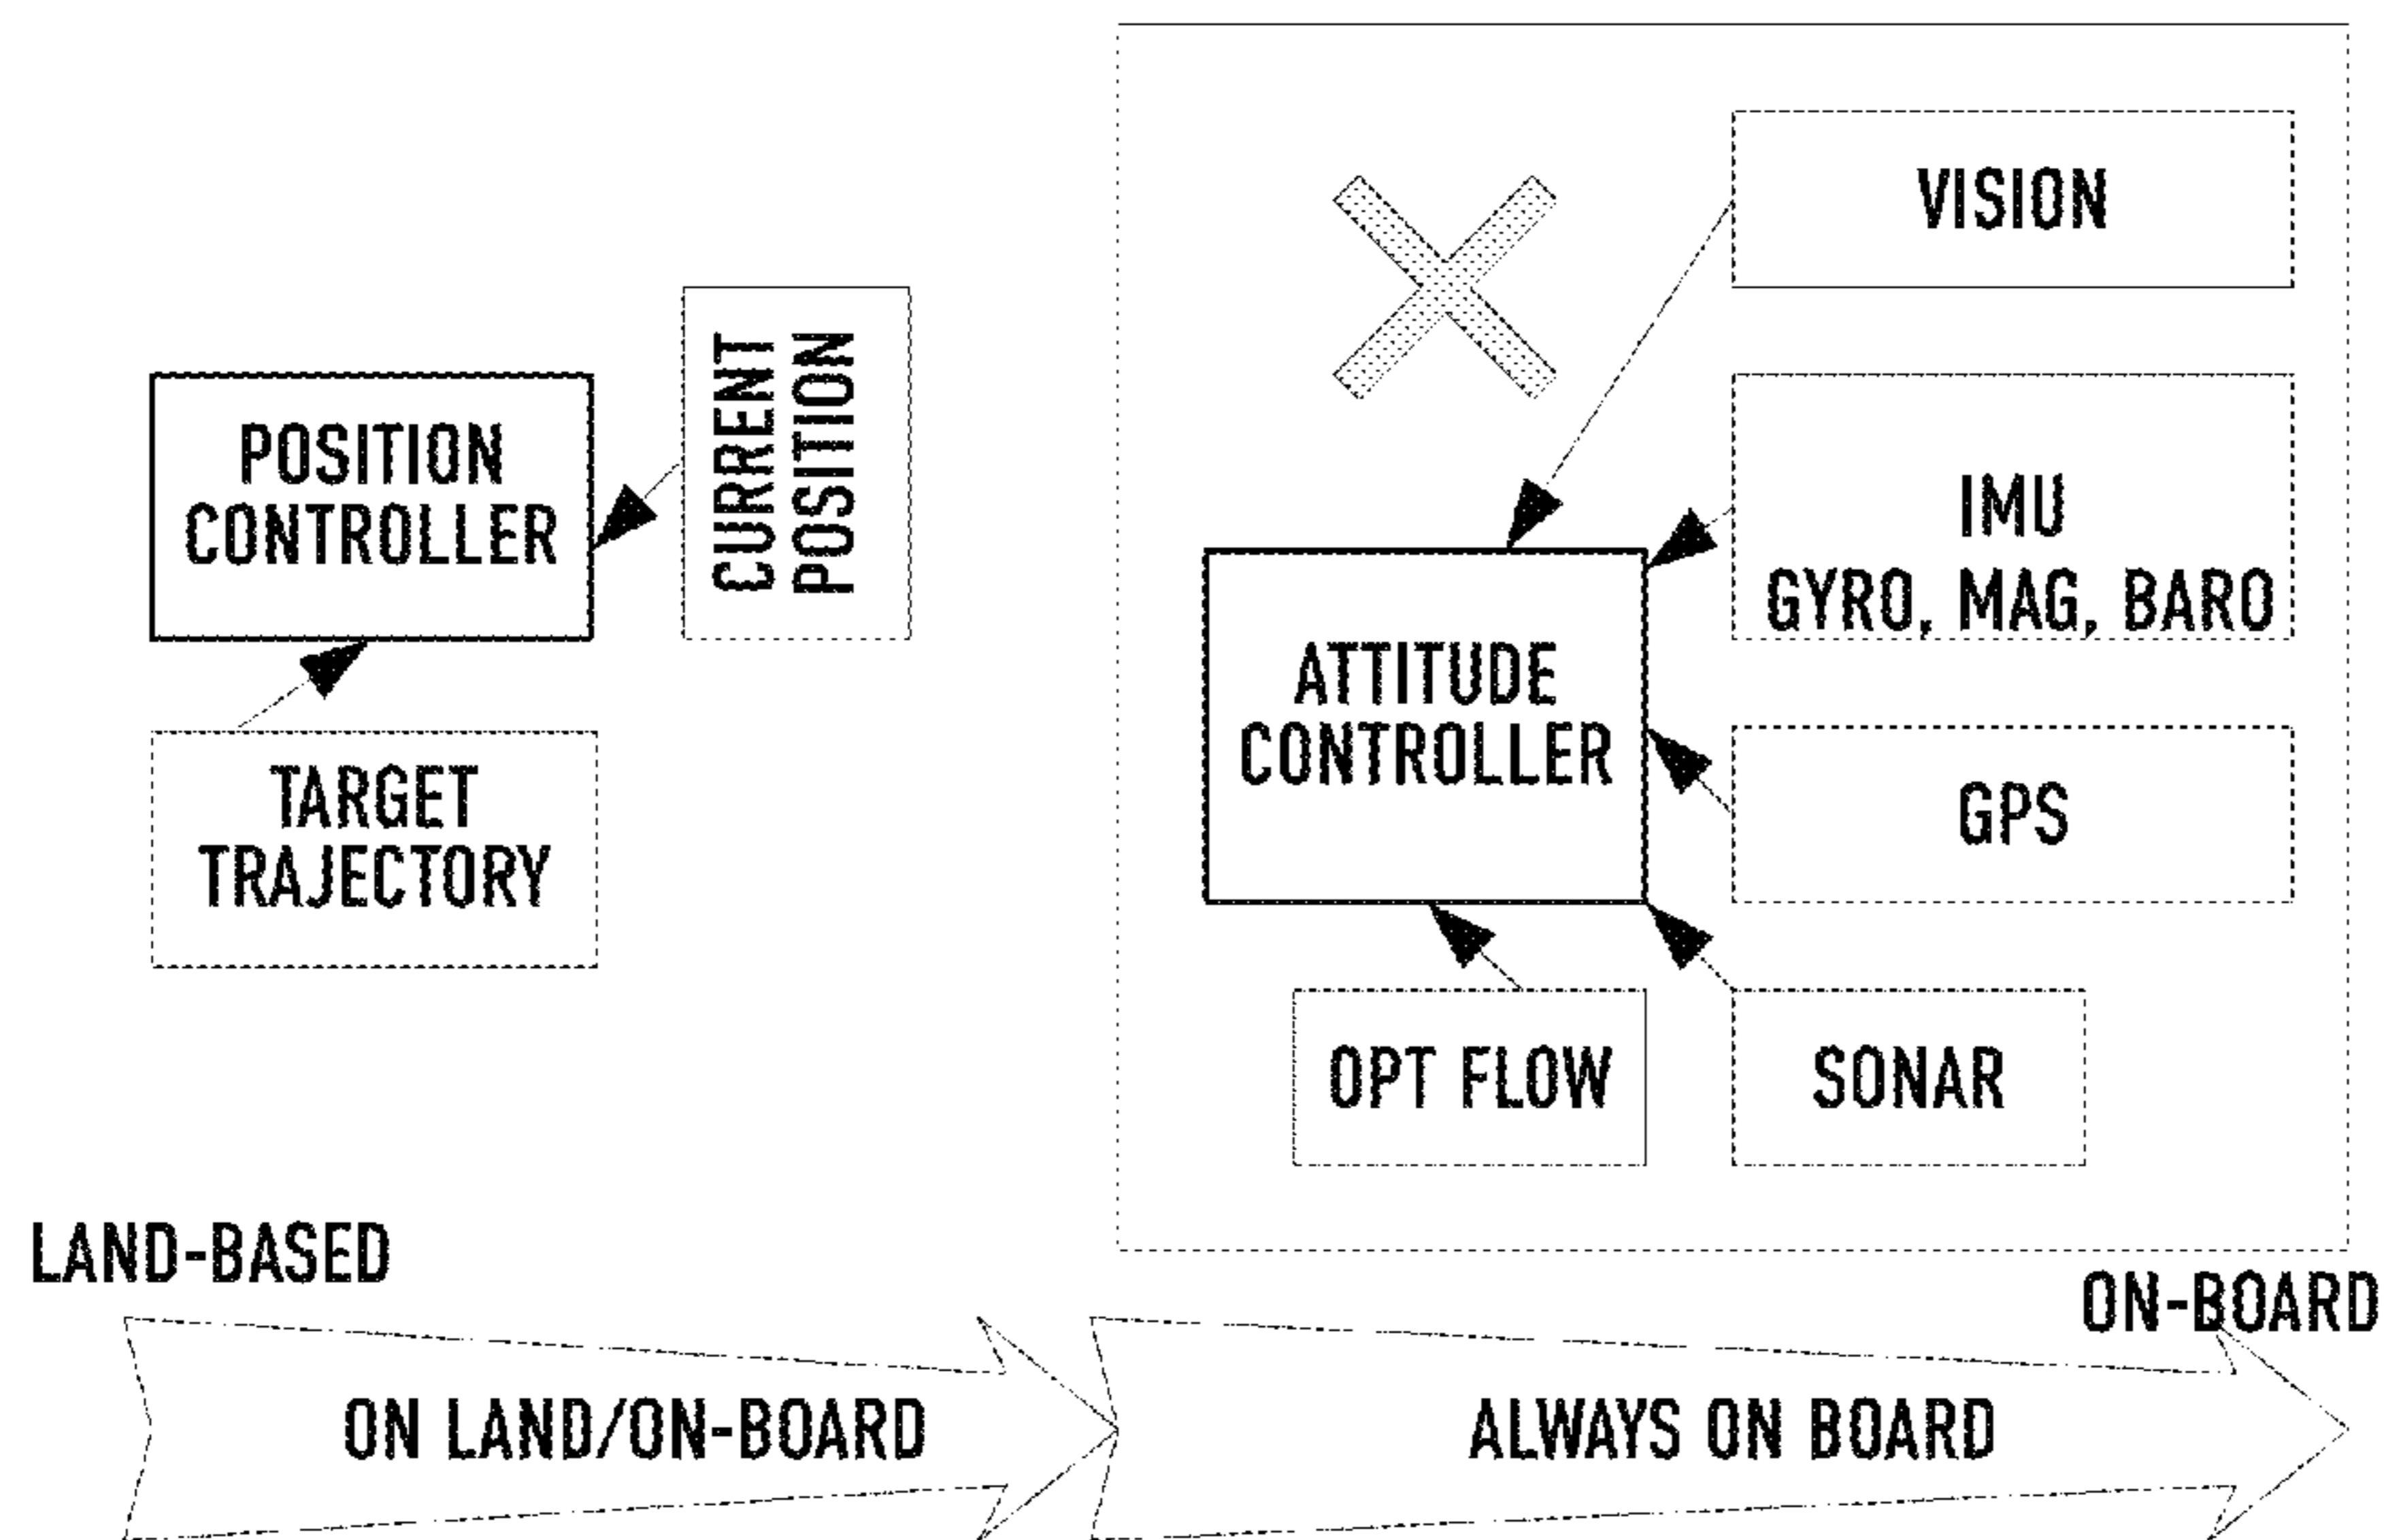 VISION
CURRENT
POSITION
POSITION
CONTROLLER
IMU
GYRO, MAG, BARO
ATTITUDE
CONTROLLER
TARGET
TRAJECTORY
GPS
OPT FLOW
SONAR
LAND-BASED
ON-BOARD
ON LAND/ON-BOARD
ALWAYS ON BOARD